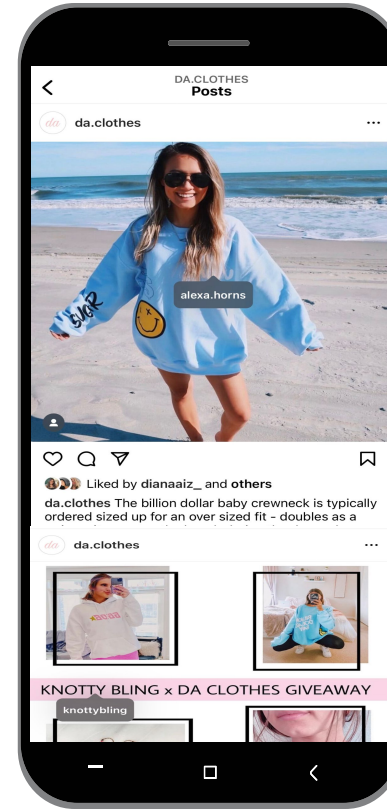 DA.CLOTHES
Posts
da
da.clothes
alexa.horns
SUGR
Liked by dianaaiz_ and others
da.clothes The billion dollar baby crewneck is typically
ordered sized up for an over sized fit - doubles as a
da
da.clothes
KNOTTY BLING x DA CLOTHES GIVEAWAY
knottybling